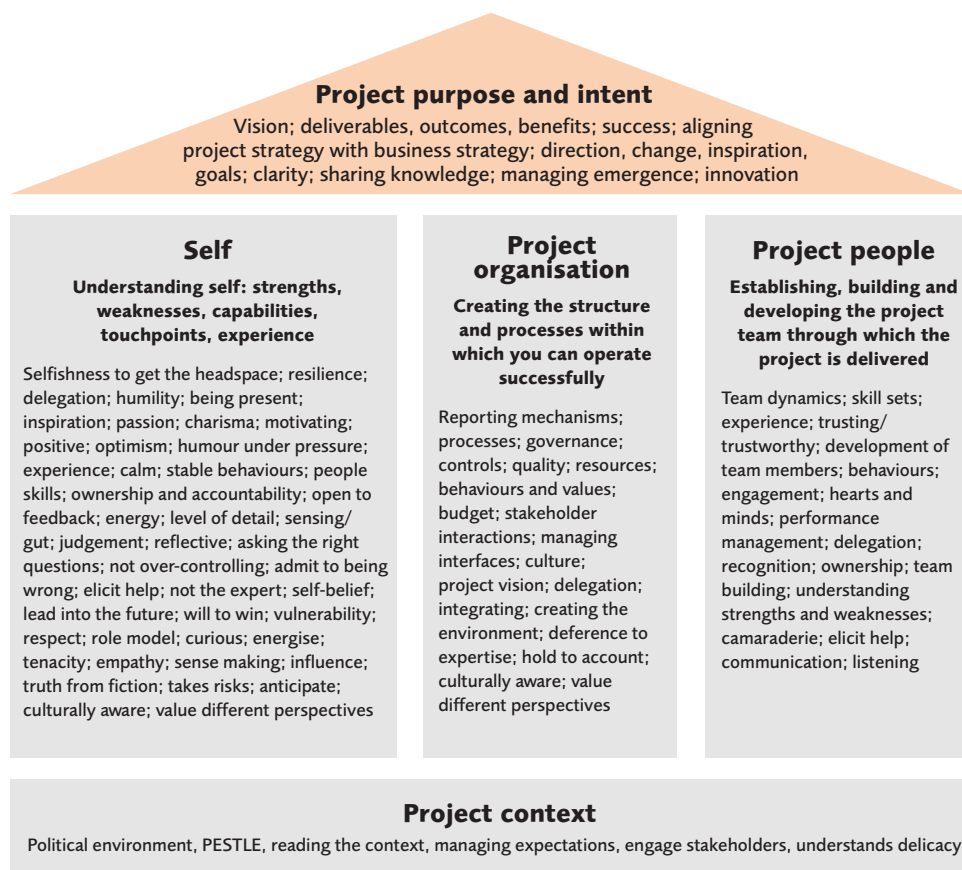 Project purpose and intent
Vision; deliverables, outcomes, benefits; success; aligning
project strategy with business strategy; direction, change, inspiration,
goals; clarity; sharing knowledge; managing emergence; innovation
Self
Understanding self: strengths,
weaknesses, capabilities,
touchpoints, experience
Selfishness to get the headspace; resilience;
delegation; humility; being present;
inspiration; passion; charisma; motivating;
positive; optimism; humour under pressure;
experience; calm; stable behaviours; people
skills; ownership and accountability; open to
feedback; energy; level of detail; sensing/
gut; judgement; reflective; asking the right
questions; not over-controlling; admit to being
wrong; elicit help; not the expert; self-belief;
lead into the future; will to win; vulnerability;
respect; role model; curious; energise;
tenacity; empathy; sense making; influence;
truth from fiction; takes risks; anticipate;
culturally aware; value different perspectives
Project
organisation
Creating the structure
and processes within
which you can operate
successfully
Reporting mechanisms;
processes; governance;
controls; quality; resources;
behaviours and values;
budget; stakeholder
interactions; managing
interfaces; culture;
project vision; delegation;
integrating; creating the
environment; deference to
expertise; hold to account;
culturally aware; value
different perspectives
Project people
Establishing, building and
developing the project
team through which the
project is delivered
Team dynamics; skill sets;
experience; trusting/
trustworthy; development of
team members; behaviours;
engagement; hearts and
minds; performance
management; delegation;
recognition; ownership; team
building; understanding
strengths and weaknesses;
camaraderie; elicit help;
communication; listening
Project context
Political environment, PESTLE, reading the context, managing expectations, engage stakeholders, understands delicacy